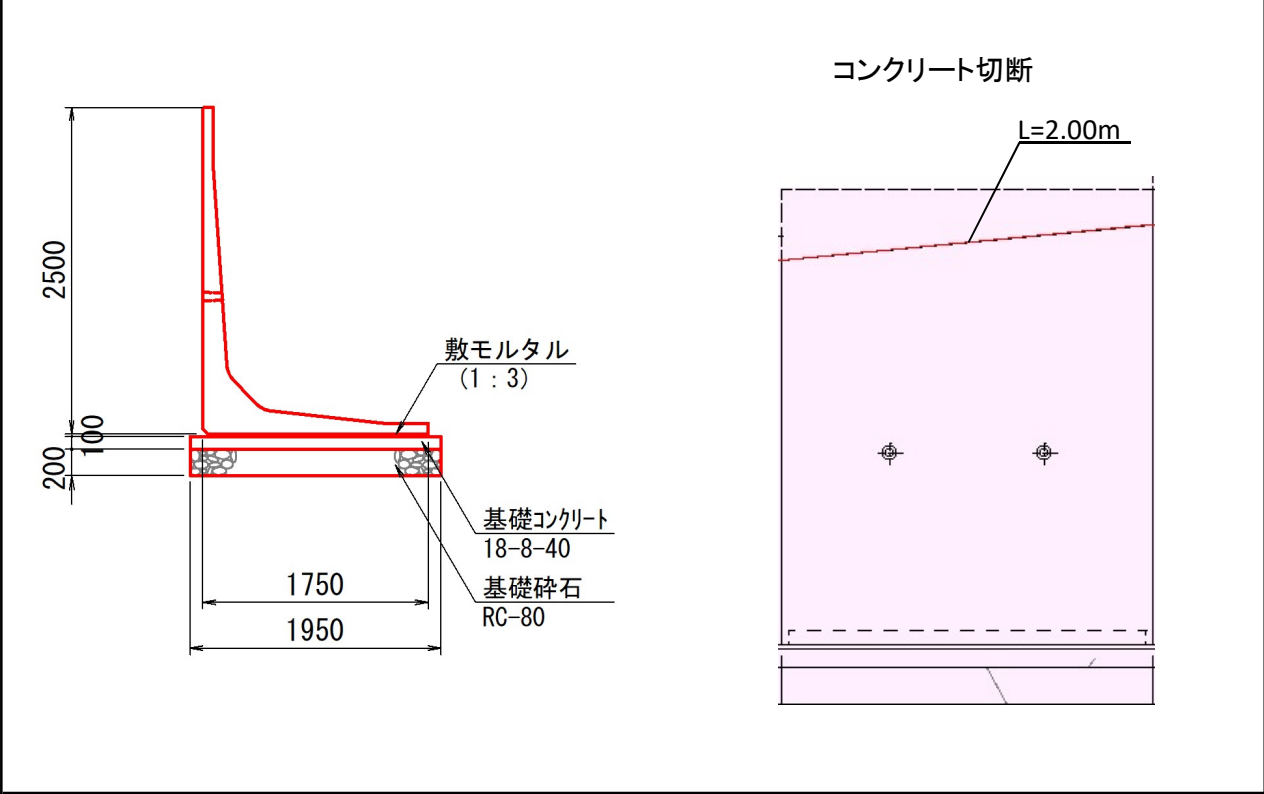 コンクリート切断
L=2.00m
2500
敷モルタル
(1:3)
100
200
基礎ｺﾝｸﾘｰﾄ
18-8-40
基礎砕石
RC-80
1750
1950